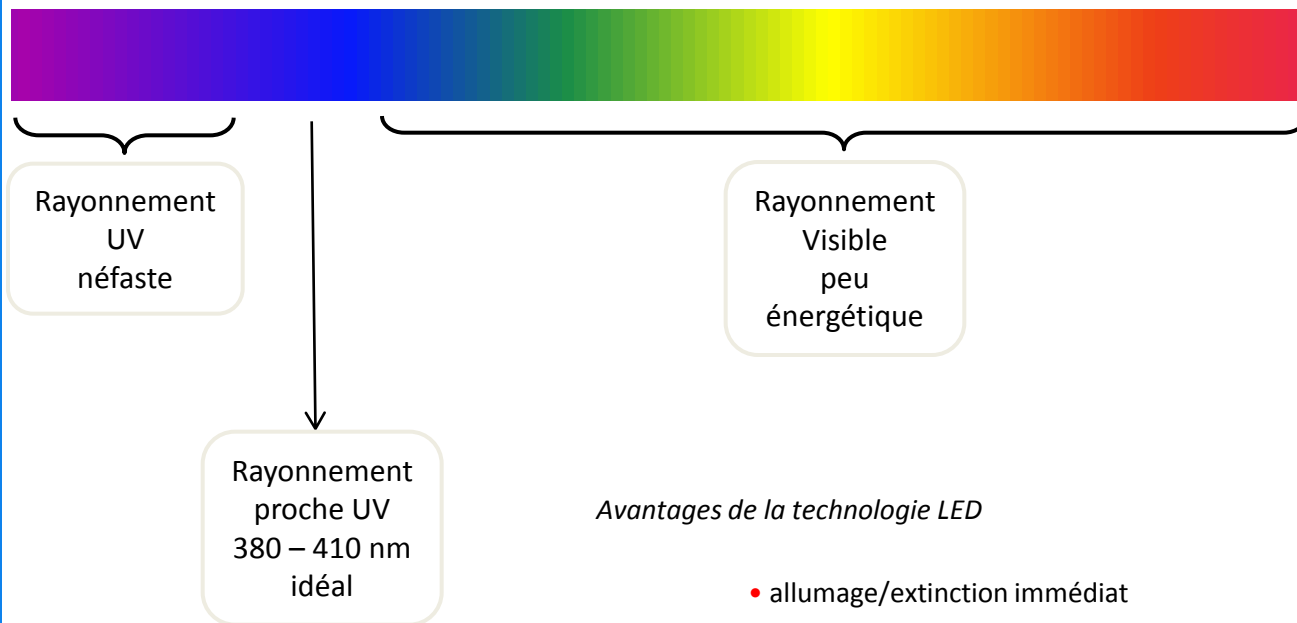 Rayonnement
UV
néfaste
Rayonnement
Visible
peu
énergétique
Rayonnement
proche UV
380 – 410 nm
idéal
Avantages de la technologie LED
• allumage/extinction immédiat